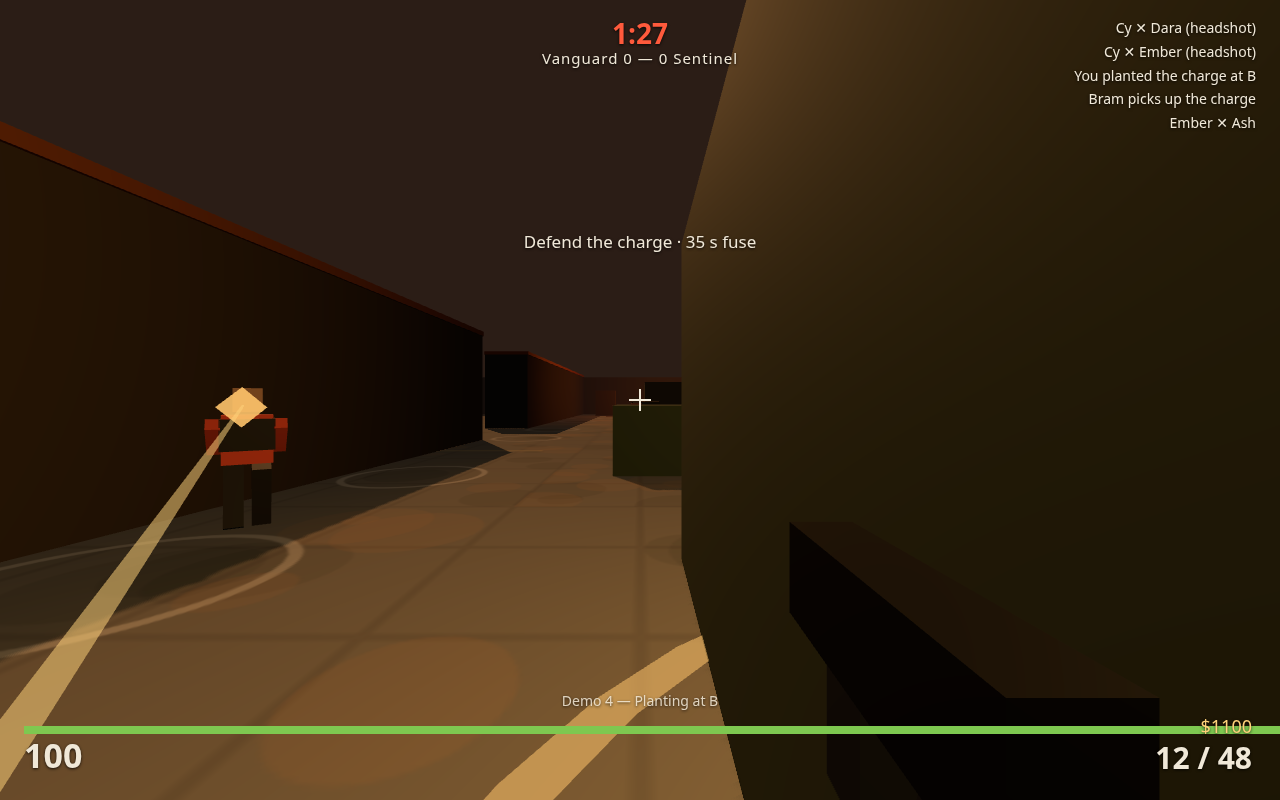 1:27
Vanguard 0 — 0 Sentinel
Cy ✕ Dara (headshot)
Cy ✕ Ember (headshot)
You planted the charge at B
Bram picks up the charge
Ember ✕ Ash
Defend the charge · 35 s fuse
Demo 4 — Planting at B
$1100
100
12 / 48